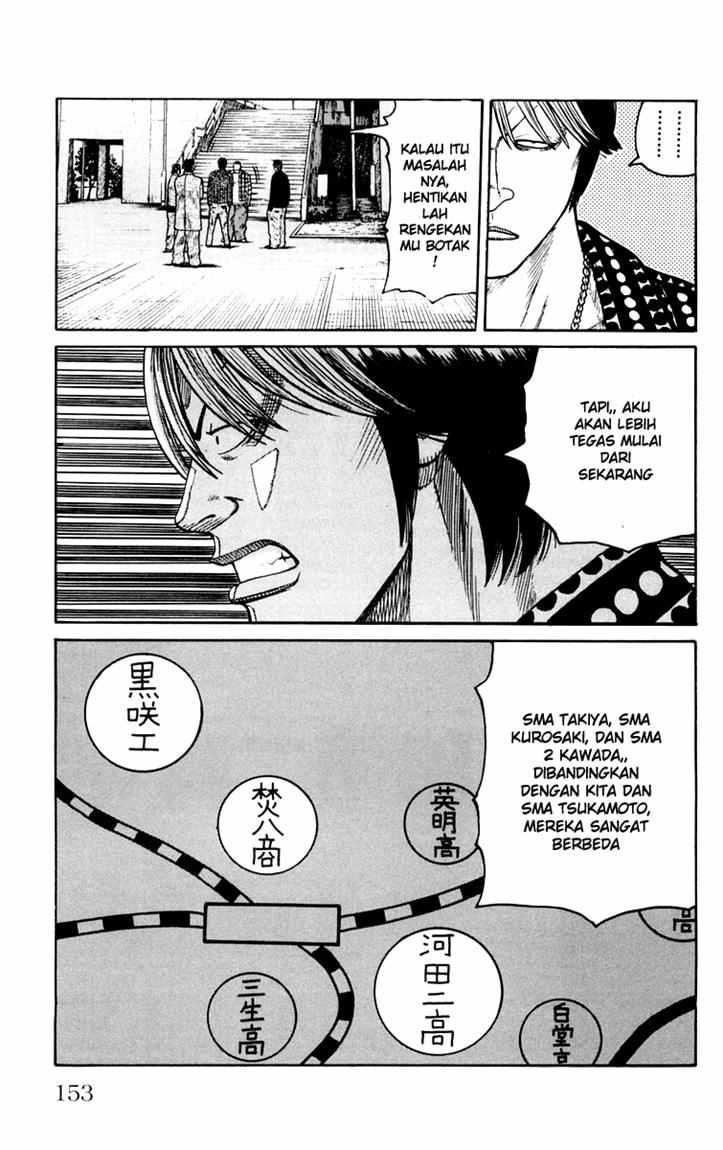 .........
KALAU ITU
MASALAH
NYA,
HENTIKAN
LAH
RENGEKAN
MU BOTAK
!
TAPI,, AKU
AKAN LEBIH
TEGAS MULAI
DARI
SEKARANG
SMA TAKIYA, SMA
KUROSAKI, DAN SMA
2 KAWADA,,
DIBANDINGKAN
DENGAN KITA DAN
SMA TSUKAMOTO,
MEREKA SANGAT
BERBEDA
黒咲工
焚八商
英明高
高
河田二高
三生高
白堂高
153